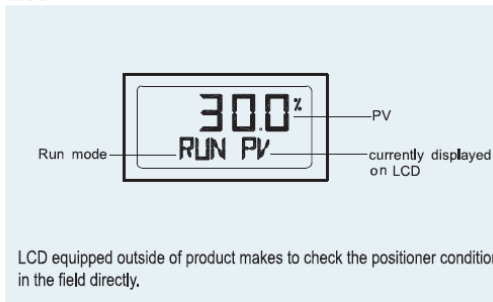 30.0%
PV
Run mode
RUN PV
currently displayed
on LCD
LCD equipped outside of product makes to check the positioner condition
in the field directly.